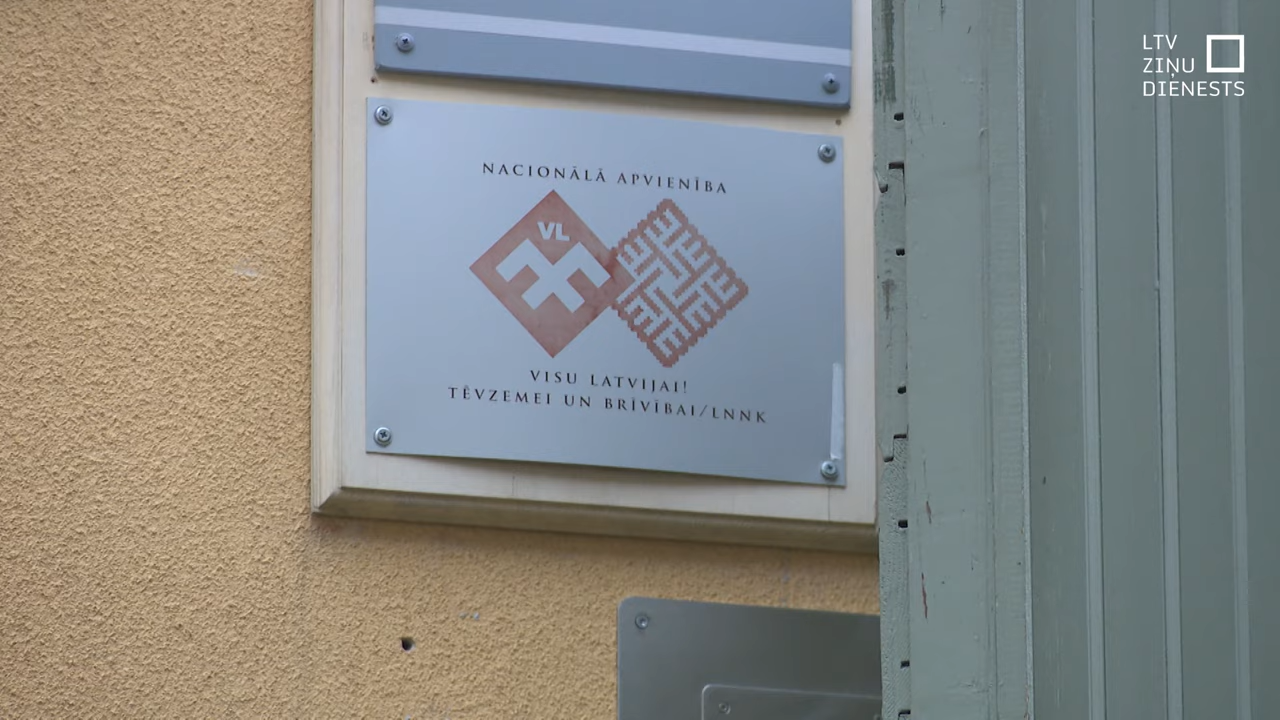 LTV
ZIŅU
DIENESTS
NACIONĀLĀ APVIENĪBA
VL
VISU LATVIJAI!
TĒVZEMEI UN BRĪVĪBAI/LNNK